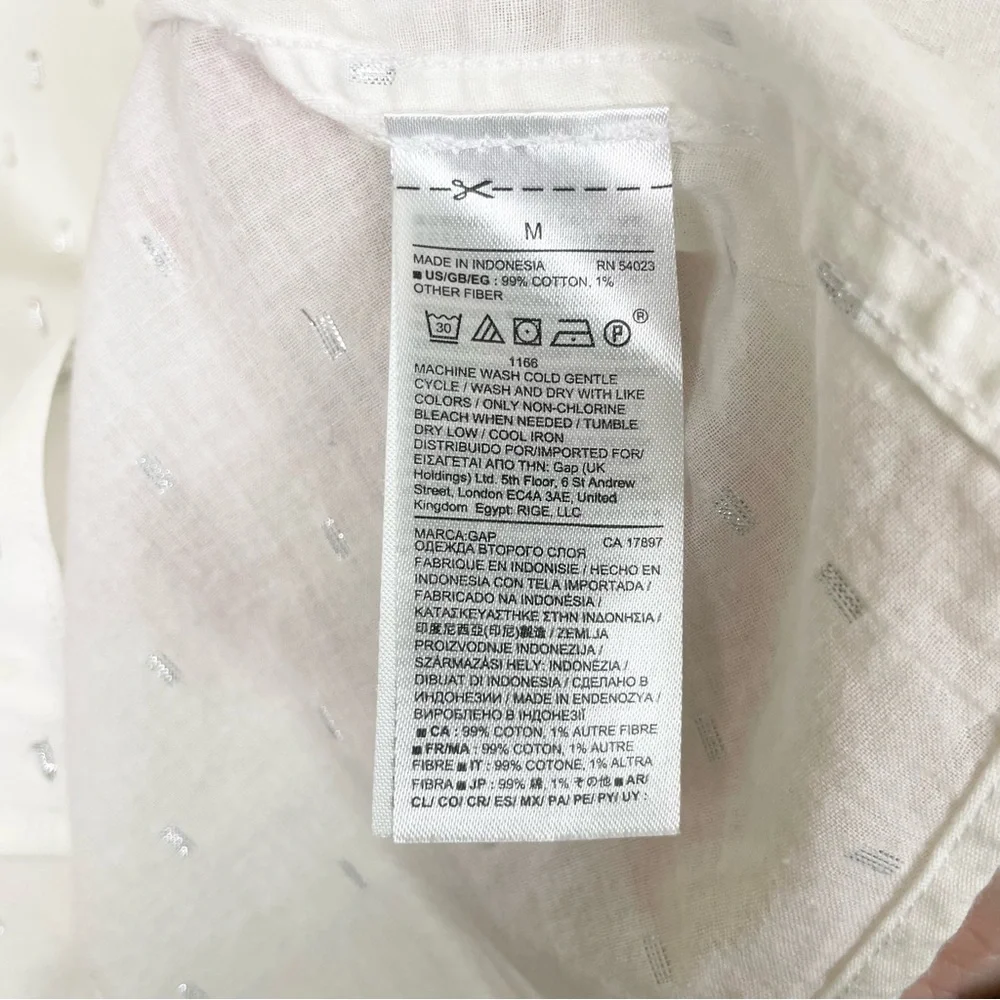 M
MADE IN INDONESIA RN 54023
■ US/GB/EG : 99% COTTON, 1%
OTHER FIBER
30 P ®
1166
MACHINE WASH COLD GENTLE
CYCLE / WASH AND DRY WITH LIKE
COLORS / ONLY NON-CHLORINE
BLEACH WHEN NEEDED / TUMBLE
DRY LOW / COOL IRON
DISTRIBUIDO POR/IMPORTED FOR/
ΕΙΣΑΓΕΤΑΙ ΑΠΟ ΤΗΝ: Gap (UK
Holdings) Ltd. 5th Floor, 6 St Andrew
Street, London EC4A 3AE, United
Kingdom Egypt: RIGE, LLC
MARCA:GAP CA 17897
ОДЕЖДА ВТОРОГО СЛОЯ
FABRIQUE EN INDONISIE / HECHO EN
INDONESIA CON TELA IMPORTADA /
FABRICADO NA INDONÉSIA /
ΚΑΤΑΣΚΕΥΑΣΤΗΚΕ ΣΤΗΝ ΙΝΔΟΝΗΣΙΑ /
印度尼西亞(印尼)製造 / ZEMLJA
PROIZVODNJE INDONEZIJA /
SZÁRMAZÁSI HELY: INDONÉZIA /
DIBUAT DI INDONESIA / СДЕЛАНО В
ИНДОНЕЗИИ / MADE IN ENDENOZYA /
ВИРОБЛЕНО В ІНДОНЕЗІЇ
■ CA : 99% COTON, 1% AUTRE FIBRE
■ FR/MA : 99% COTON, 1% AUTRE
FIBRE ■ IT : 99% COTONE, 1% ALTRA
FIBRA ■ JP : 99% 綿, 1% その他 ■ AR/
CL/ CO/ CR/ ES/ MX/ PA/ PE/ PY/ UY :